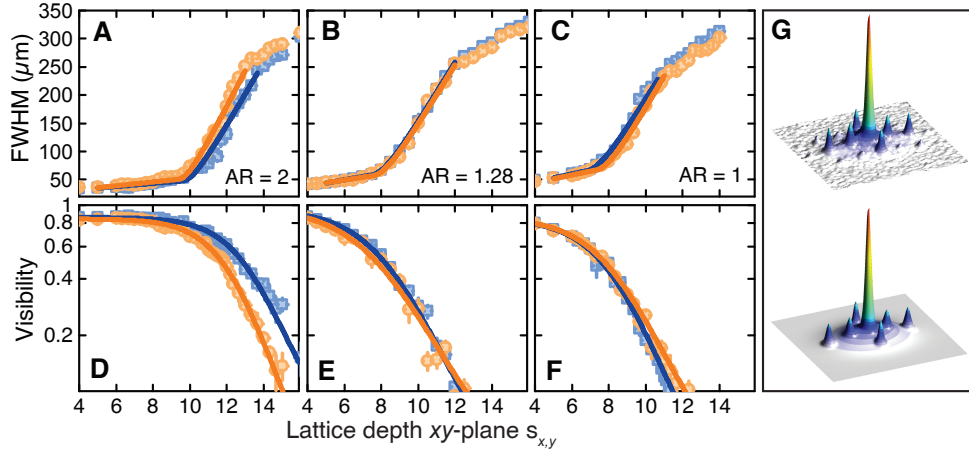 A
B
C
G
FWHM (μm)
350
300
250
200
150
100
50
AR = 2
AR = 1.28
AR = 1
Visibility
1
0.8
0.6
0.4
0.2
D
E
F
4 6 8 10 12 14
4 6 8 10 12 14
4 6 8 10 12 14
Lattice depth xy-plane sx,y